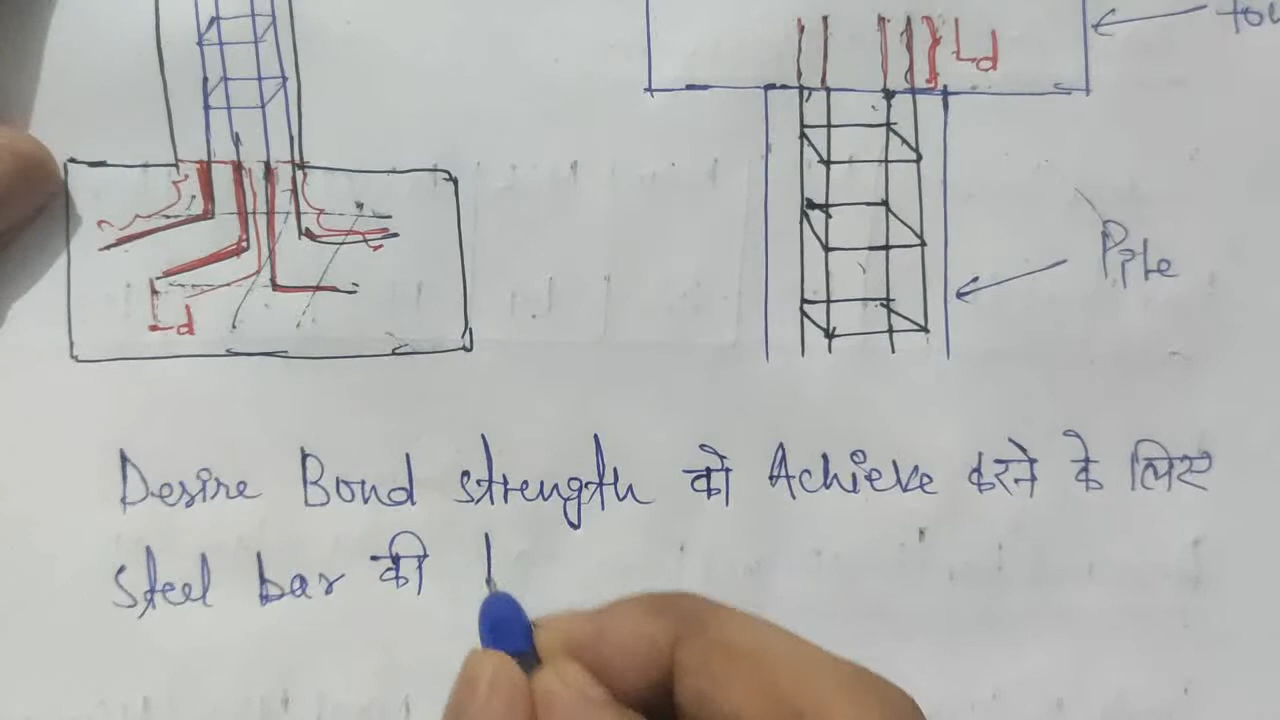 Ld
Ld
Pile
Desire Bond strength को Achieve करने के लिए
Steel bar की